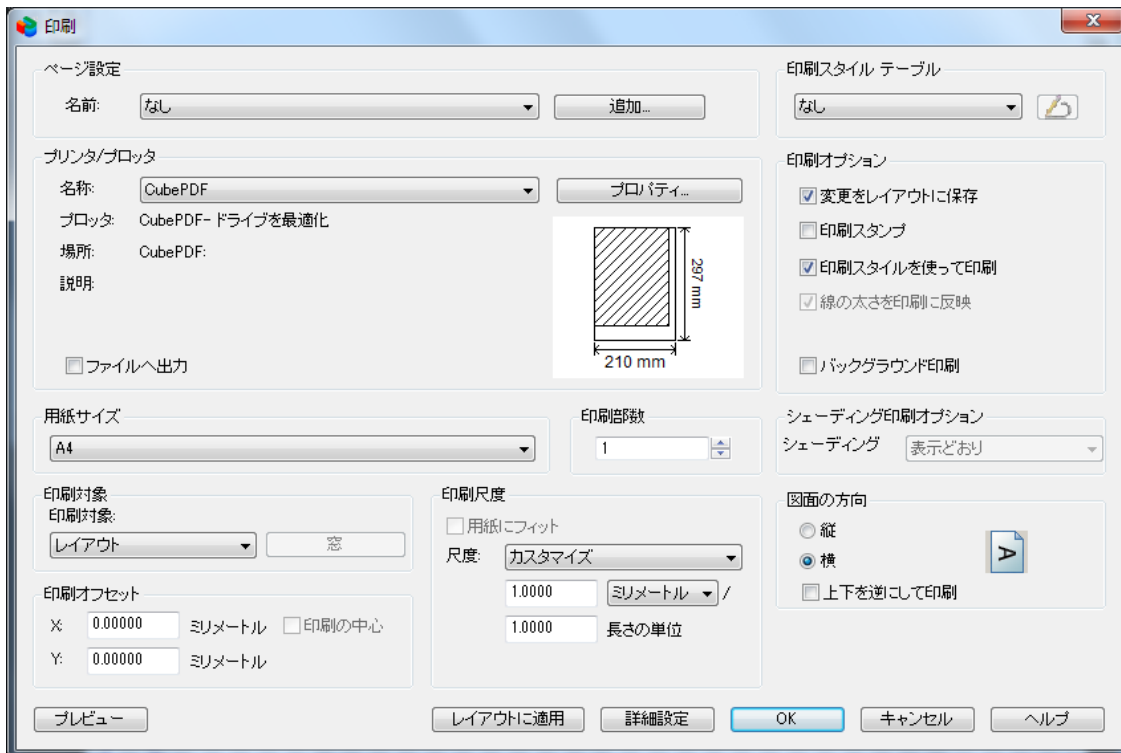 印刷
ページ設定
名前: なし 追加...
印刷スタイル テーブル
なし
プリンタ/プロッタ
名称: CubePDF プロパティ...
プロッタ: CubePDF- ドライブを最適化
場所: CubePDF:
説明:
297 mm
210 mm
ファイルへ出力
印刷オプション
変更をレイアウトに保存
印刷スタンプ
印刷スタイルを使って印刷
線の太さを印刷に反映
バックグラウンド印刷
用紙サイズ
A4
印刷部数
1
シェーディング印刷オプション
シェーディング 表示どおり
印刷対象
印刷対象:
レイアウト 窓
印刷尺度
用紙にフィット
尺度: カスタマイズ
1.0000 ミリメートル /
1.0000 長さの単位
図面の方向
縦
横
A
上下を逆にして印刷
印刷オフセット
X: 0.00000 ミリメートル 印刷の中心
Y: 0.00000 ミリメートル
プレビュー レイアウトに適用 詳細設定 OK キャンセル ヘルプ